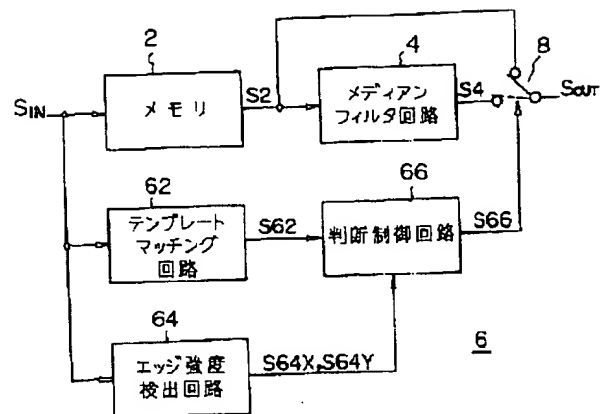 2
4
8
SIN
メモリ
S2
メディアン
フィルタ回路
S4
SOUT
62
66
テンプレート
マッチング
回路
S62
判断制御回路
S66
64
エッジ強度
検出回路
S64X,S64Y
6